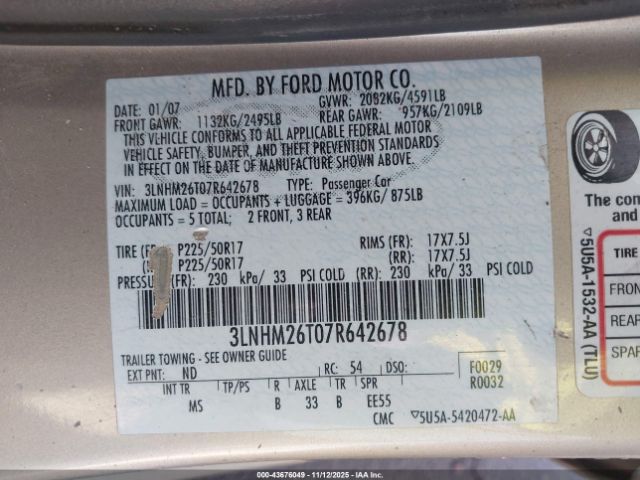 MFD. BY FORD MOTOR CO.
DATE: 01/07 GVWR: 2082KG/4591LB
FRONT GAWR: 1132KG/2495LB REAR GAWR: 957KG/2109LB
THIS VEHICLE CONFORMS TO ALL APPLICABLE FEDERAL MOTOR
VEHICLE SAFETY, BUMPER, AND THEFT PREVENTION STANDARDS
IN EFFECT ON THE DATE OF MANUFACTURE SHOWN ABOVE.
VIN: 3LNHM26T07R642678 TYPE: Passenger Car
MAXIMUM LOAD = OCCUPANTS + LUGGAGE = 396KG/ 875LB
OCCUPANTS = 5 TOTAL; 2 FRONT, 3 REAR
TIRE P225/50R17 RIMS (FR): 17X7.5J
P225/50R17 (RR): 17X7.5J
PRESSURE (FR): 230 kPa/ 33 PSI COLD (RR): 230 kPa/ 33 PSI COLD
3LNHM26T07R642678
TRAILER TOWING - SEE OWNER GUIDE
EXT PNT: ND RC: 54 DSO: F0029
R0032
INT TR TP/PS R AXLE TR SPR
MS B 33 B EE55
CMC ▽5U5A-5420472-AA
The con
tires and
TIRE
FRON
REAR
SPAR
▽5U5A-1532-AA (TLU)
000-43676049 - 11/12/2025 - IAAI. CORP